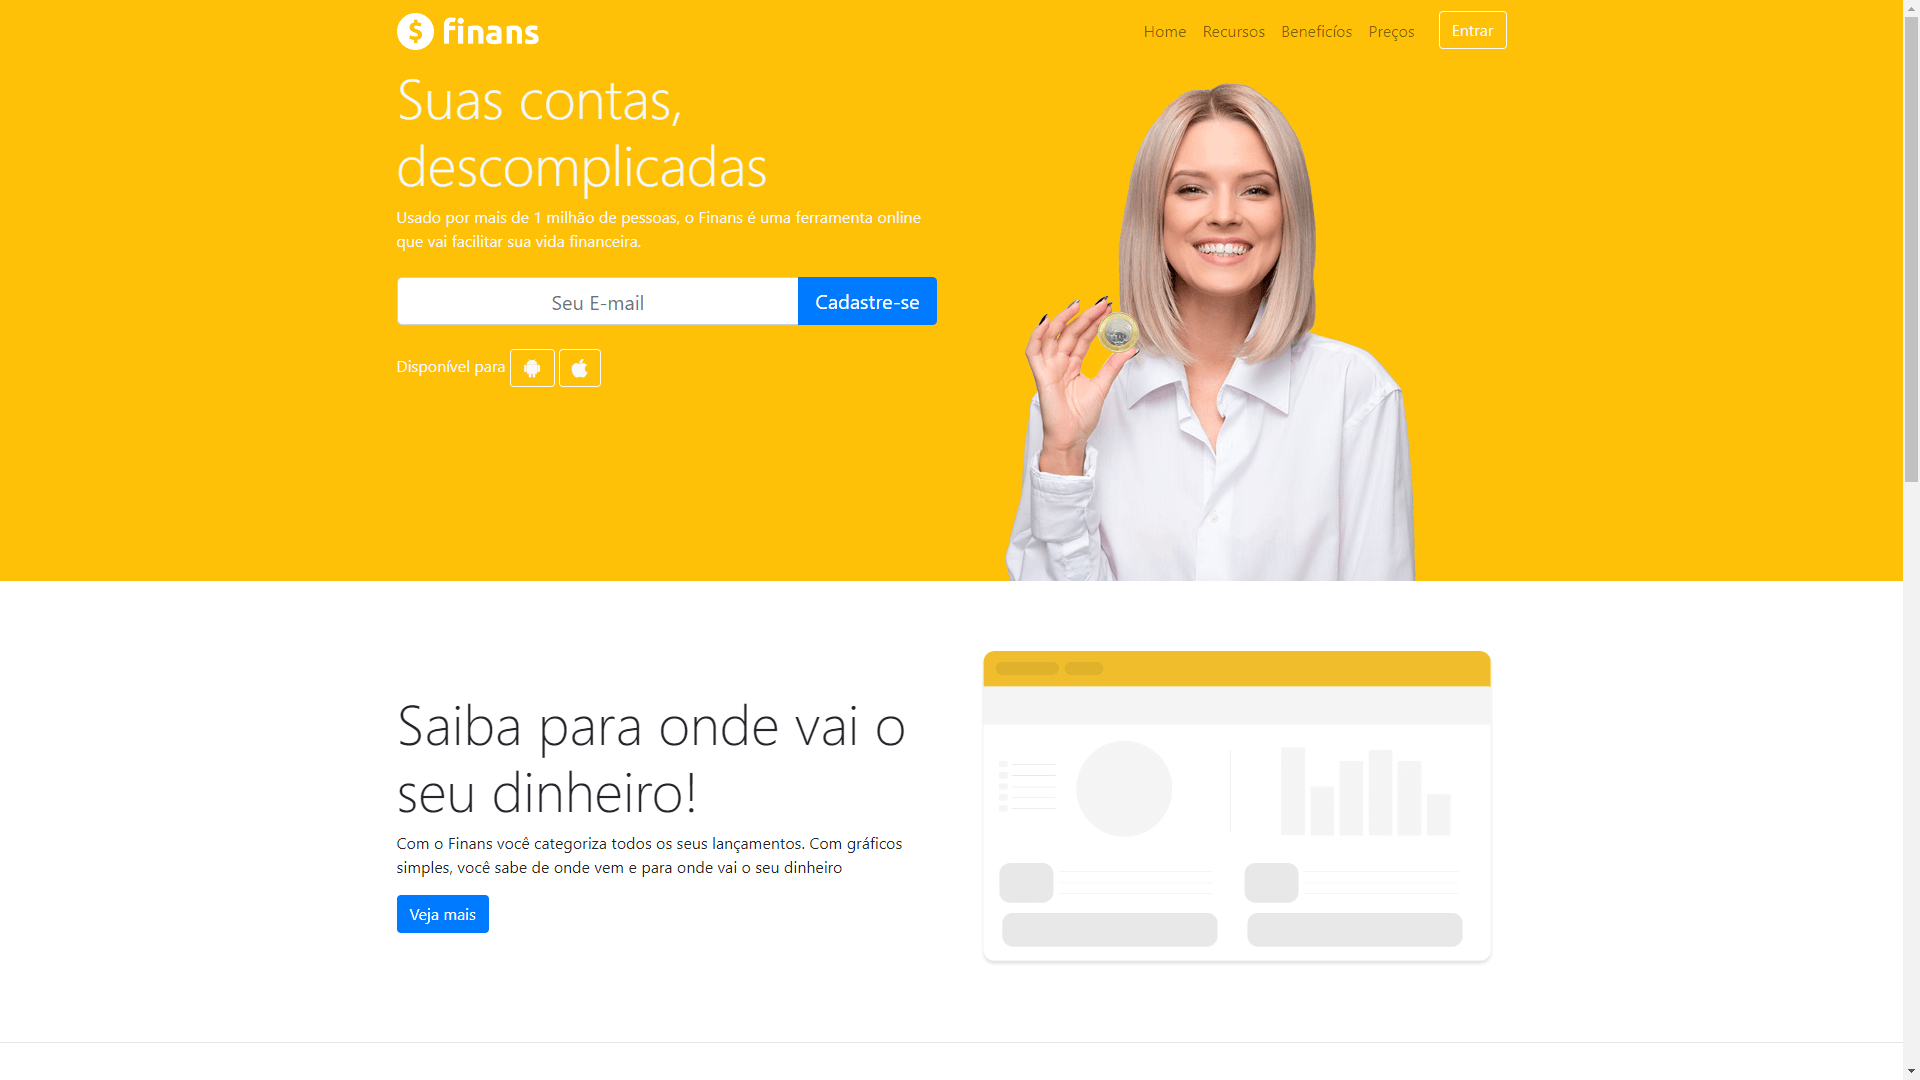 finans
Home Recursos Beneficíos Preços Entrar
Suas contas,
descomplicadas
Usado por mais de 1 milhão de pessoas, o Finans é uma ferramenta online
que vai facilitar sua vida financeira.
Seu E-mail Cadastre-se
Disponível para
Saiba para onde vai o
seu dinheiro!
Com o Finans você categoriza todos os seus lançamentos. Com gráficos
simples, você sabe de onde vem e para onde vai o seu dinheiro
Veja mais